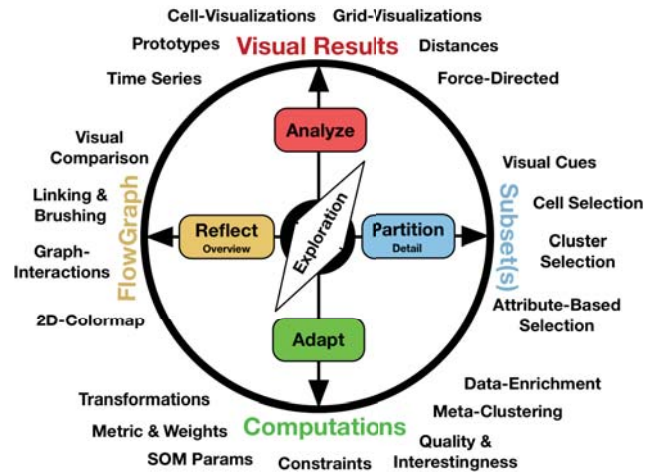 Cell-Visualizations
Grid-Visualizations
Prototypes
Visual Results
Distances
Time Series
Force-Directed
Analyze
Visual
Comparison
Linking &
Brushing
Graph-
Interactions
2D-Colormap
FlowGraph
Reflect
Overview
Exploration
Partition
Detail
Subset(s)
Visual Cues
Cell Selection
Cluster
Selection
Attribute-Based
Selection
Adapt
Transformations
Metric & Weights
SOM Params
Computations
Constraints
Data-Enrichment
Meta-Clustering
Quality &
Interestingness